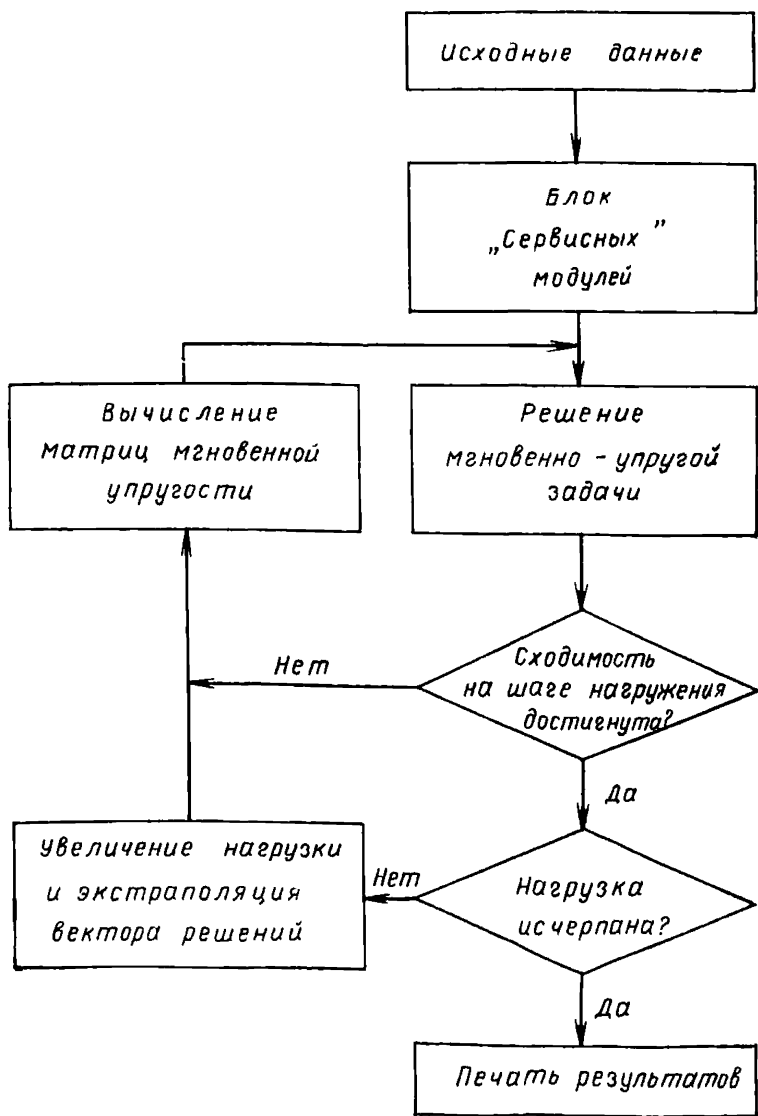 Исходные данные
Блок
„Сервисных”
модулей
Вычисление
матриц мгновенной
упругости
Решение
мгновенно - упругой
задачи
Нет
Сходимость
на шаге нагружения
достигнута?
Да
Увеличение нагрузки
и экстраполяция
вектора решений
Нет
Нагрузка
исчерпана?
Да
Печать результатов